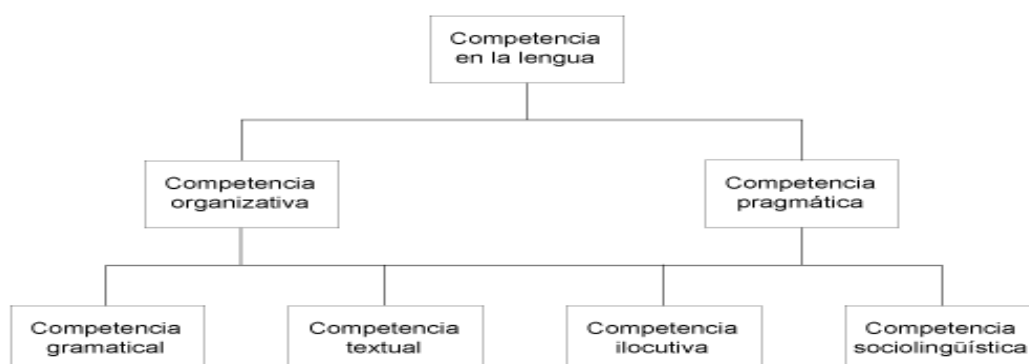 Competencia
en la lengua
Competencia
organizativa
Competencia
pragmática
Competencia
gramatical
Competencia
textual
Competencia
ilocutiva
Competencia
sociolingüística